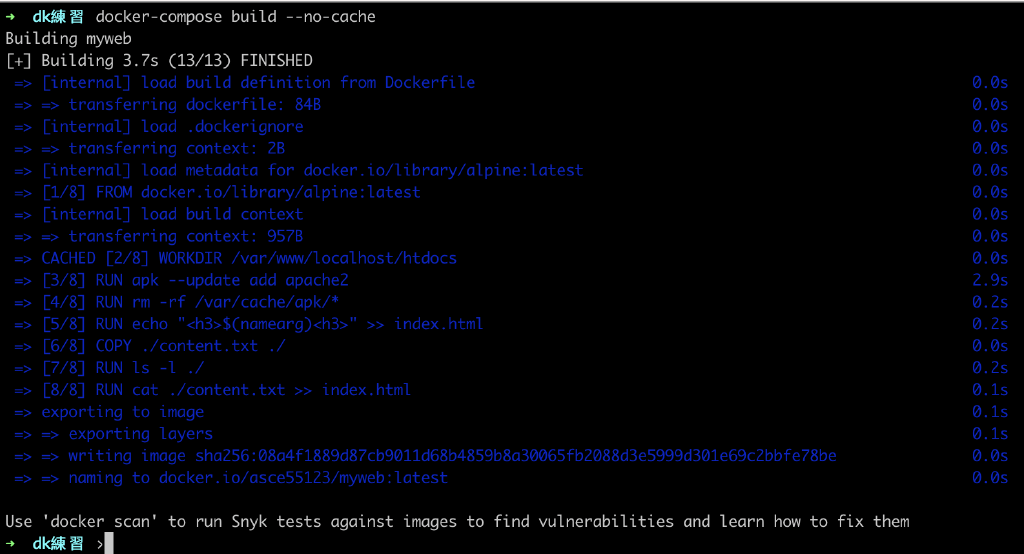 → dk練習 docker-compose build --no-cache
Building myweb
[+] Building 3.7s (13/13) FINISHED
=> [internal] load build definition from Dockerfile 0.0s
=> => transferring dockerfile: 84B 0.0s
=> [internal] load .dockerignore 0.0s
=> => transferring context: 2B 0.0s
=> [internal] load metadata for docker.io/library/alpine:latest 0.0s
=> [1/8] FROM docker.io/library/alpine:latest 0.0s
=> [internal] load build context 0.0s
=> => transferring context: 957B 0.0s
=> CACHED [2/8] WORKDIR /var/www/localhost/htdocs 0.0s
=> [3/8] RUN apk --update add apache2 2.9s
=> [4/8] RUN rm -rf /var/cache/apk/* 0.2s
=> [5/8] RUN echo "<h3>$(namearg)<h3>" >> index.html 0.2s
=> [6/8] COPY ./content.txt ./ 0.0s
=> [7/8] RUN ls -l ./ 0.2s
=> [8/8] RUN cat ./content.txt >> index.html 0.1s
=> exporting to image 0.1s
=> => exporting layers 0.1s
=> => writing image sha256:08a4f1889d87cb9011d68b4859b8a30065fb2088d3e5999d301e69c2bbfe78be 0.0s
=> => naming to docker.io/asce55123/myweb:latest 0.0s
Use 'docker scan' to run Snyk tests against images to find vulnerabilities and learn how to fix them
→ dk練習 >